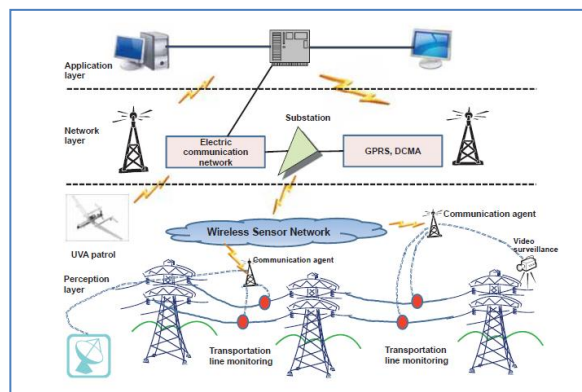 Application
layer
Network
layer
Substation
Electric
communication
network
GPRS, DCMA
UVA patrol
Wireless Sensor Network
Communication agent
Communication agent
Video
surveillance
Perception
layer
Transportation
line monitoring
Transportation
line monitoring